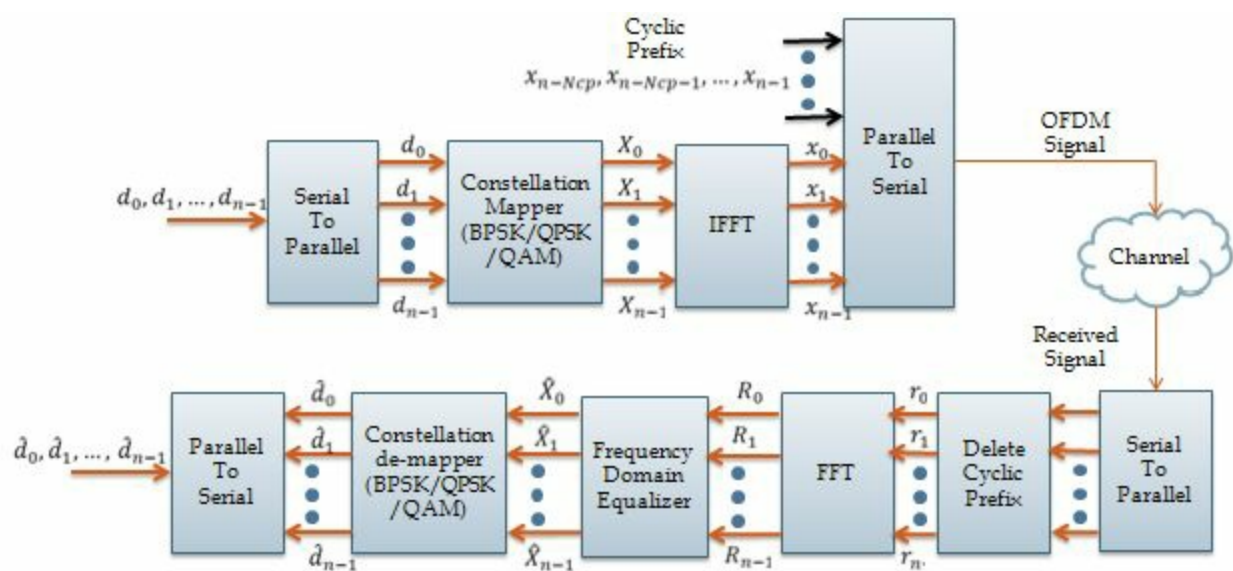 Cyclic
Prefix
x_{n-Ncp}, x_{n-Ncp-1}, ..., x_{n-1}
d_0, d_1, ..., d_{n-1}
Serial
To
Parallel
d_0
d_1
d_{n-1}
Constellation
Mapper
(BPSK/QPSK
/QAM)
X_0
X_1
X_{n-1}
IFFT
x_0
x_1
x_{n-1}
Parallel
To
Serial
OFDM
Signal
Channel
Received
Signal
Serial
To
Parallel
Delete
Cyclic
Prefix
r_0
r_1
r_n.
FFT
R_0
R_1
R_{n-1}
Frequency
Domain
Equalizer
X̂_0
X̂_1
X̂_{n-1}
Constellation
de-mapper
(BPSK/QPSK
/QAM)
d̂_0
d̂_1
d̂_{n-1}
Parallel
To
Serial
d̂_0, d̂_1, ..., d̂_{n-1}